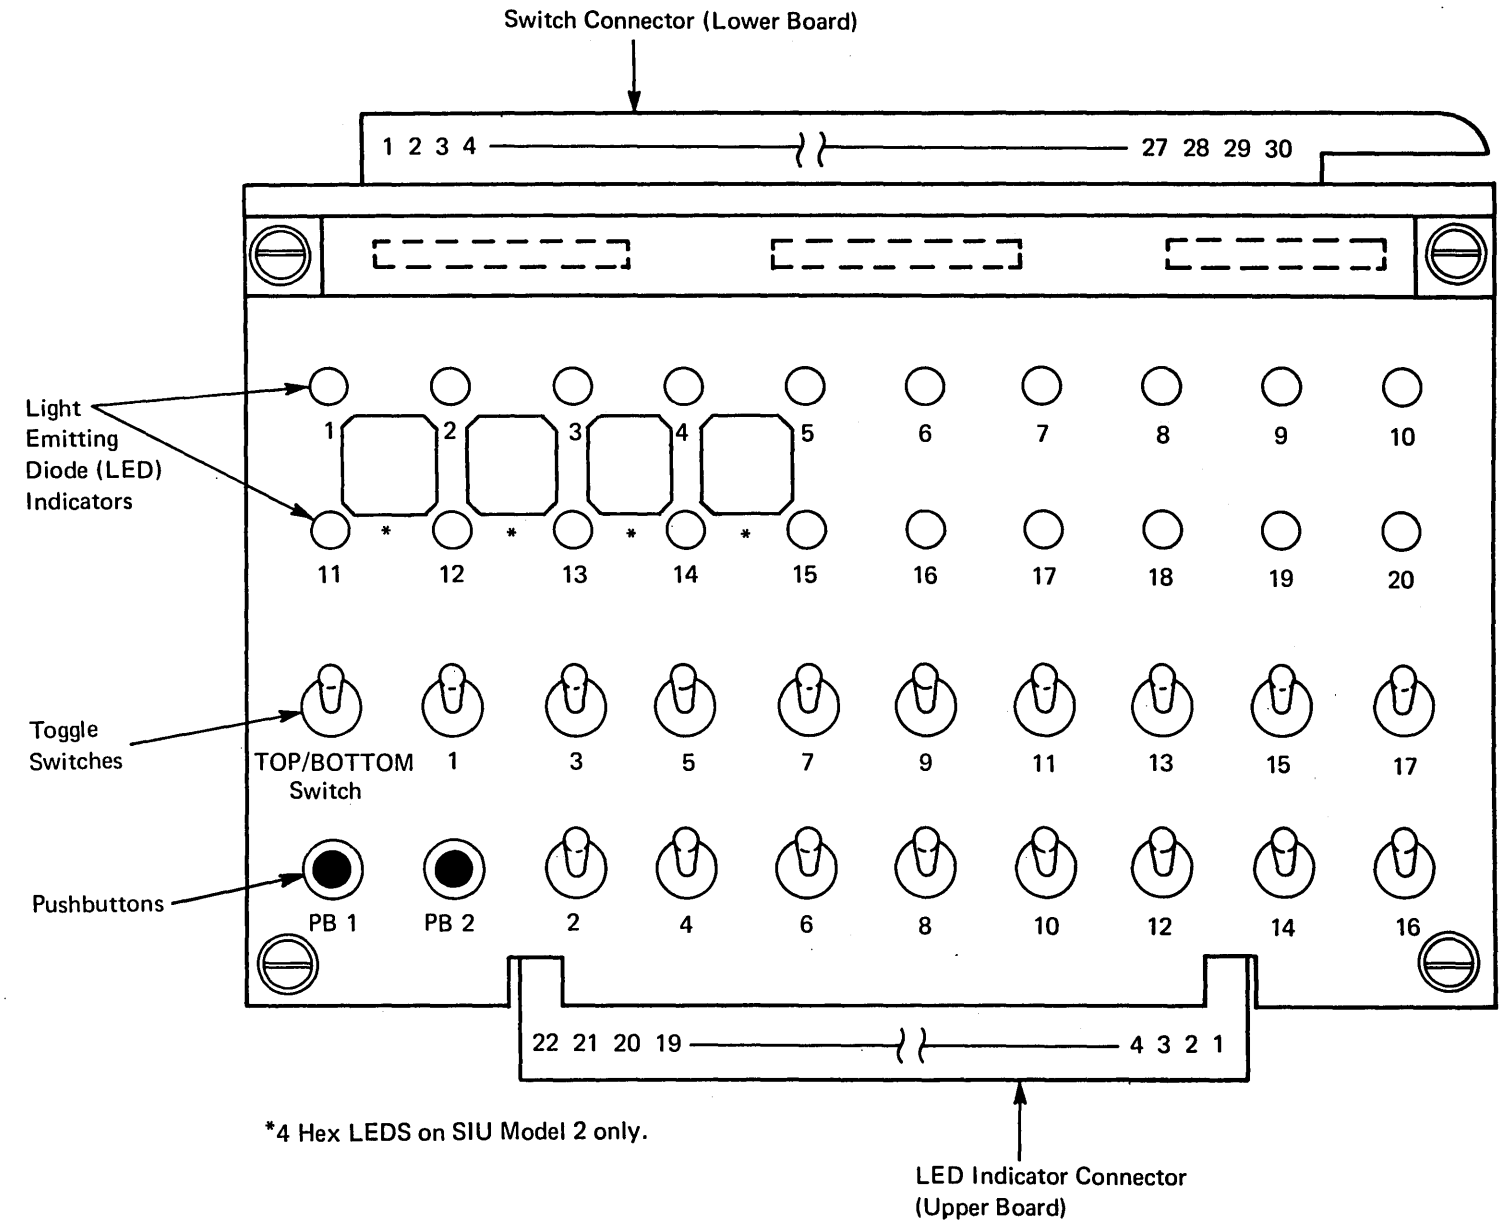 Switch Connector (Lower Board)
1 2 3 4 27 28 29 30
Light
Emitting
Diode (LED)
Indicators
1 2 3 4 5 6 7 8 9 10
* * * *
11 12 13 14 15 16 17 18 19 20
Toggle
Switches
TOP/BOTTOM 1 3 5 7 9 11 13 15 17
Switch
Pushbuttons
PB 1 PB 2 2 4 6 8 10 12 14 16
22 21 20 19 4 3 2 1
*4 Hex LEDS on SIU Model 2 only.
LED Indicator Connector
(Upper Board)